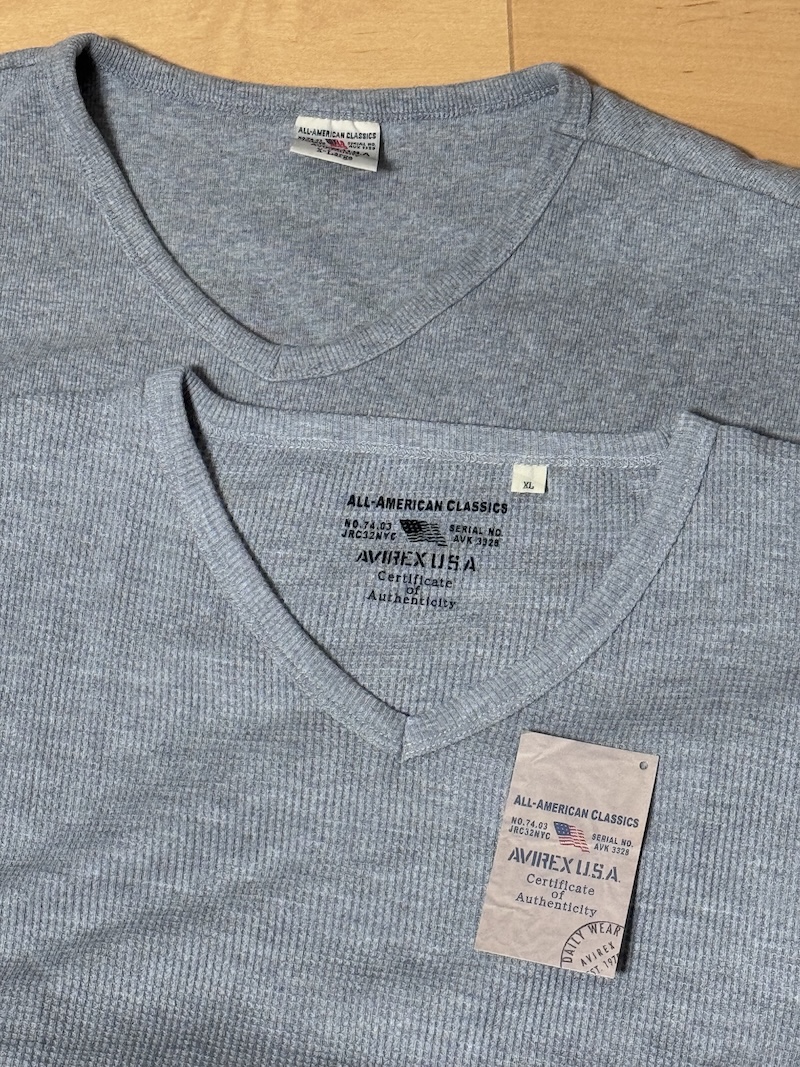 ALL-AMERICAN CLASSICS
X-Large
XL
ALL-AMERICAN CLASSICS
NO.74.03 SERIAL NO.
JRC32NYC AVK 3328
AVIREX U.S.A
Certificate
of
Authenticity
ALL-AMERICAN CLASSICS
NO.74.03 SERIAL NO.
JRC32NYC AVK 3328
AVIREX U.S.A.
Certificate
of
Authenticity
DAILY WEAR
AVIREX